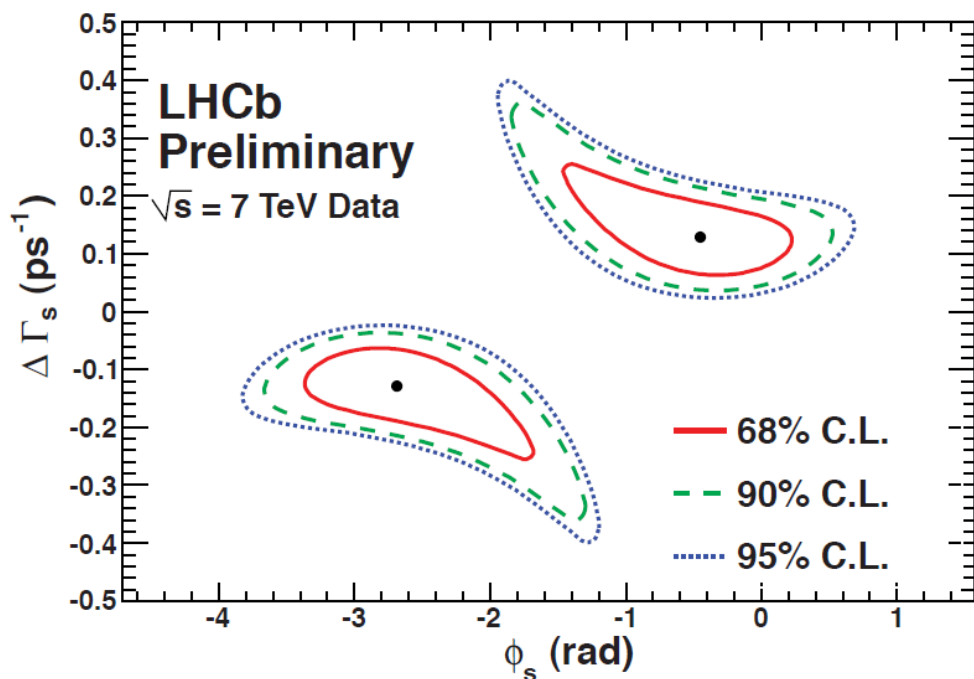 LHCb
Preliminary
√s = 7 TeV Data
0.5
0.4
0.3
0.2
0.1
0
-0.1
-0.2
-0.3
-0.4
-0.5
Δ Γs (ps-1)
68% C.L.
90% C.L.
95% C.L.
-4 -3 -2 -1 0 1
ϕs (rad)